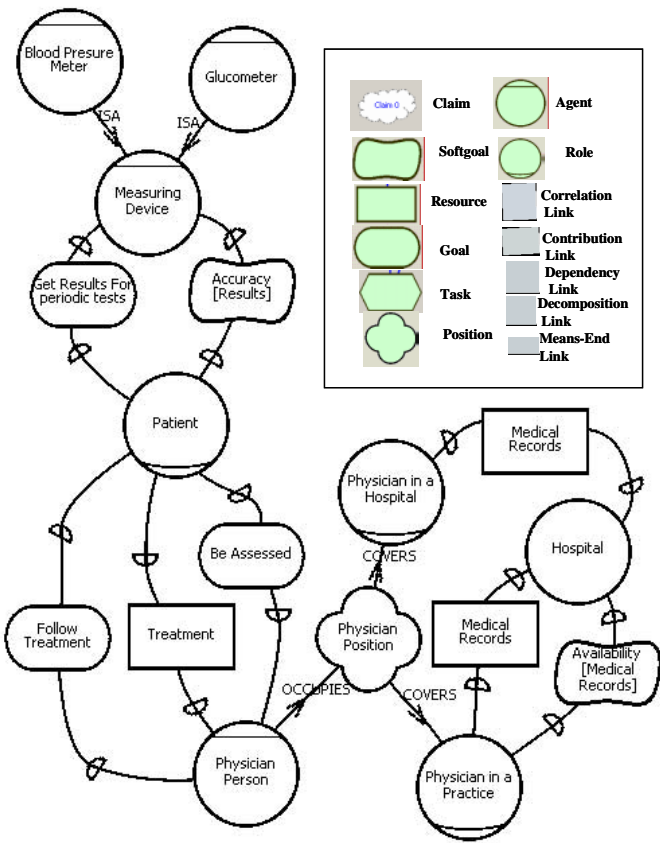 Blood Presure
Meter
Glucometer
ISA
ISA
Measuring
Device
Get Results For
periodic tests
Accuracy
[Results]
Patient
Be Assessed
Follow
Treatment
Treatment
Physician
Person
OCCUPIES
Physician
Position
COVERS
COVERS
Physician in a
Hospital
Medical
Records
Hospital
Medical
Records
Availability
[Medical
Records]
Physician in a
Practice
Claim 0
Claim
Agent
Softgoal
Role
Resource
Correlation
Link
Goal
Contribution
Link
Task
Dependency
Link
Decomposition
Link
Position
Means-End
Link